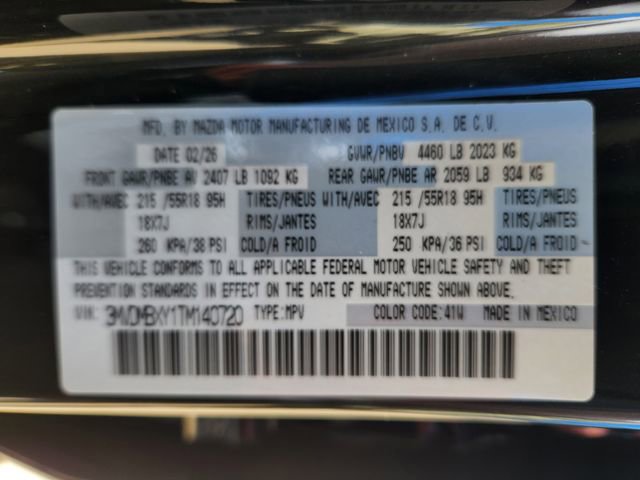 MFD. BY MAZDA MOTOR MANUFACTURING DE MEXICO S.A. DE C.V.
DATE 02/26 GVWR/PNBV 4460 LB 2023 KG
FRONT GAWR/PNBE AV 2407 LB 1092 KG REAR GAWR/PNBE AR 2059 LB 934 KG
WITH/AVEC 215 /55R18 95H TIRES/PNEUS WITH/AVEC 215 /55R18 95H TIRES/PNEUS
18X7J RIMS/JANTES 18X7J RIMS/JANTES
260 KPA/38 PSI COLD/A FROID 250 KPA/36 PSI COLD/A FROID
THIS VEHICLE CONFORMS TO ALL APPLICABLE FEDERAL MOTOR VEHICLE SAFETY AND THEFT
PREVENTION STANDARDS IN EFFECT ON THE DATE OF MANUFACTURE SHOWN ABOVE.
VIN: 3MVDMBXY1TM140720 TYPE:MPV COLOR CODE:41W MADE IN MEXICO